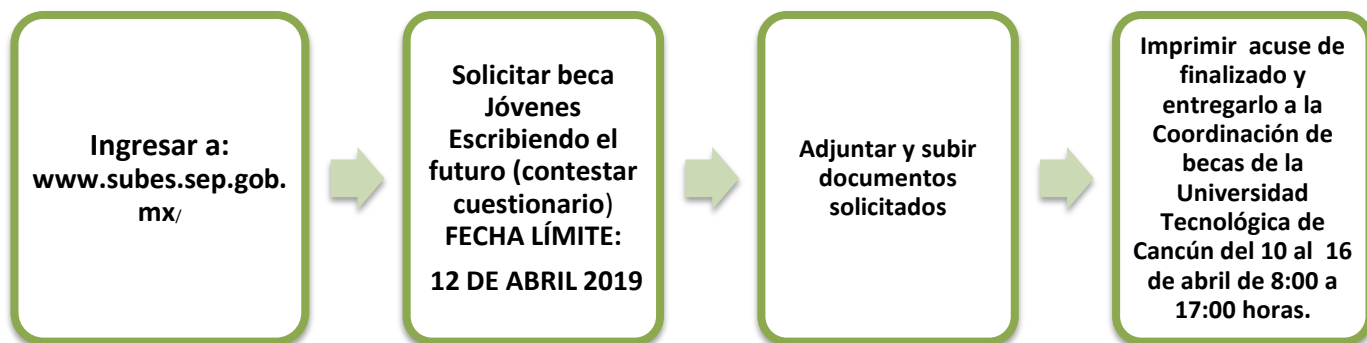 Ingresar a:
www.subes.sep.gob.
mx/
Solicitar beca
Jóvenes
Escribiendo el
futuro (contestar
cuestionario)
FECHA LÍMITE:
12 DE ABRIL 2019
Adjuntar y subir
documentos
solicitados
Imprimir acuse de
finalizado y
entregarlo a la
Coordinación de
becas de la
Universidad
Tecnológica de
Cancún del 10 al 16
de abril de 8:00 a
17:00 horas.